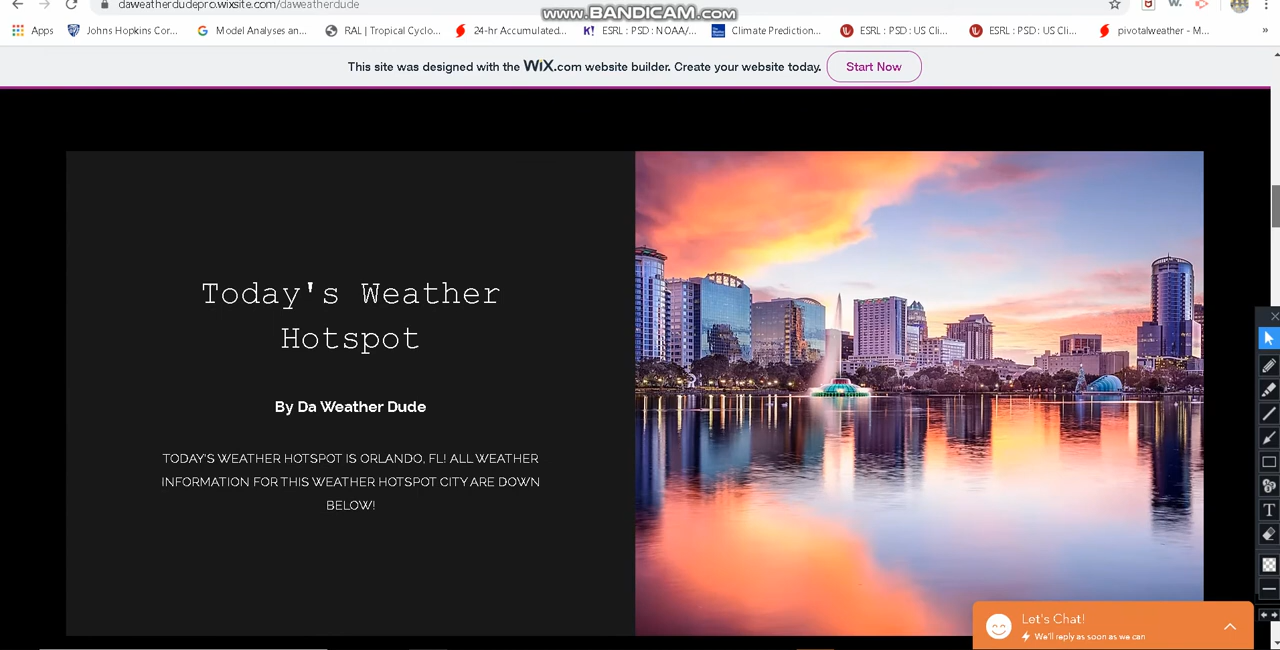 daweatherdudepro.wixsite.com/daweatherdude
www.BANDICAM.com
Apps
Johns Hopkins Cor...
Model Analyses an...
RAL | Tropical Cyclo...
24-hr Accumulated...
ESRL : PSD : NOAA/...
Climate Prediction...
ESRL : PSD : US Cli...
ESRL : PSD : US Cli...
pivotalweather - M...
»
This site was designed with the WiX.com website builder. Create your website today.
Start Now
Today's Weather
Hotspot
By Da Weather Dude
TODAY'S WEATHER HOTSPOT IS ORLANDO, FL! ALL WEATHER
INFORMATION FOR THIS WEATHER HOTSPOT CITY ARE DOWN
BELOW!
Let's Chat!
We'll reply as soon as we can